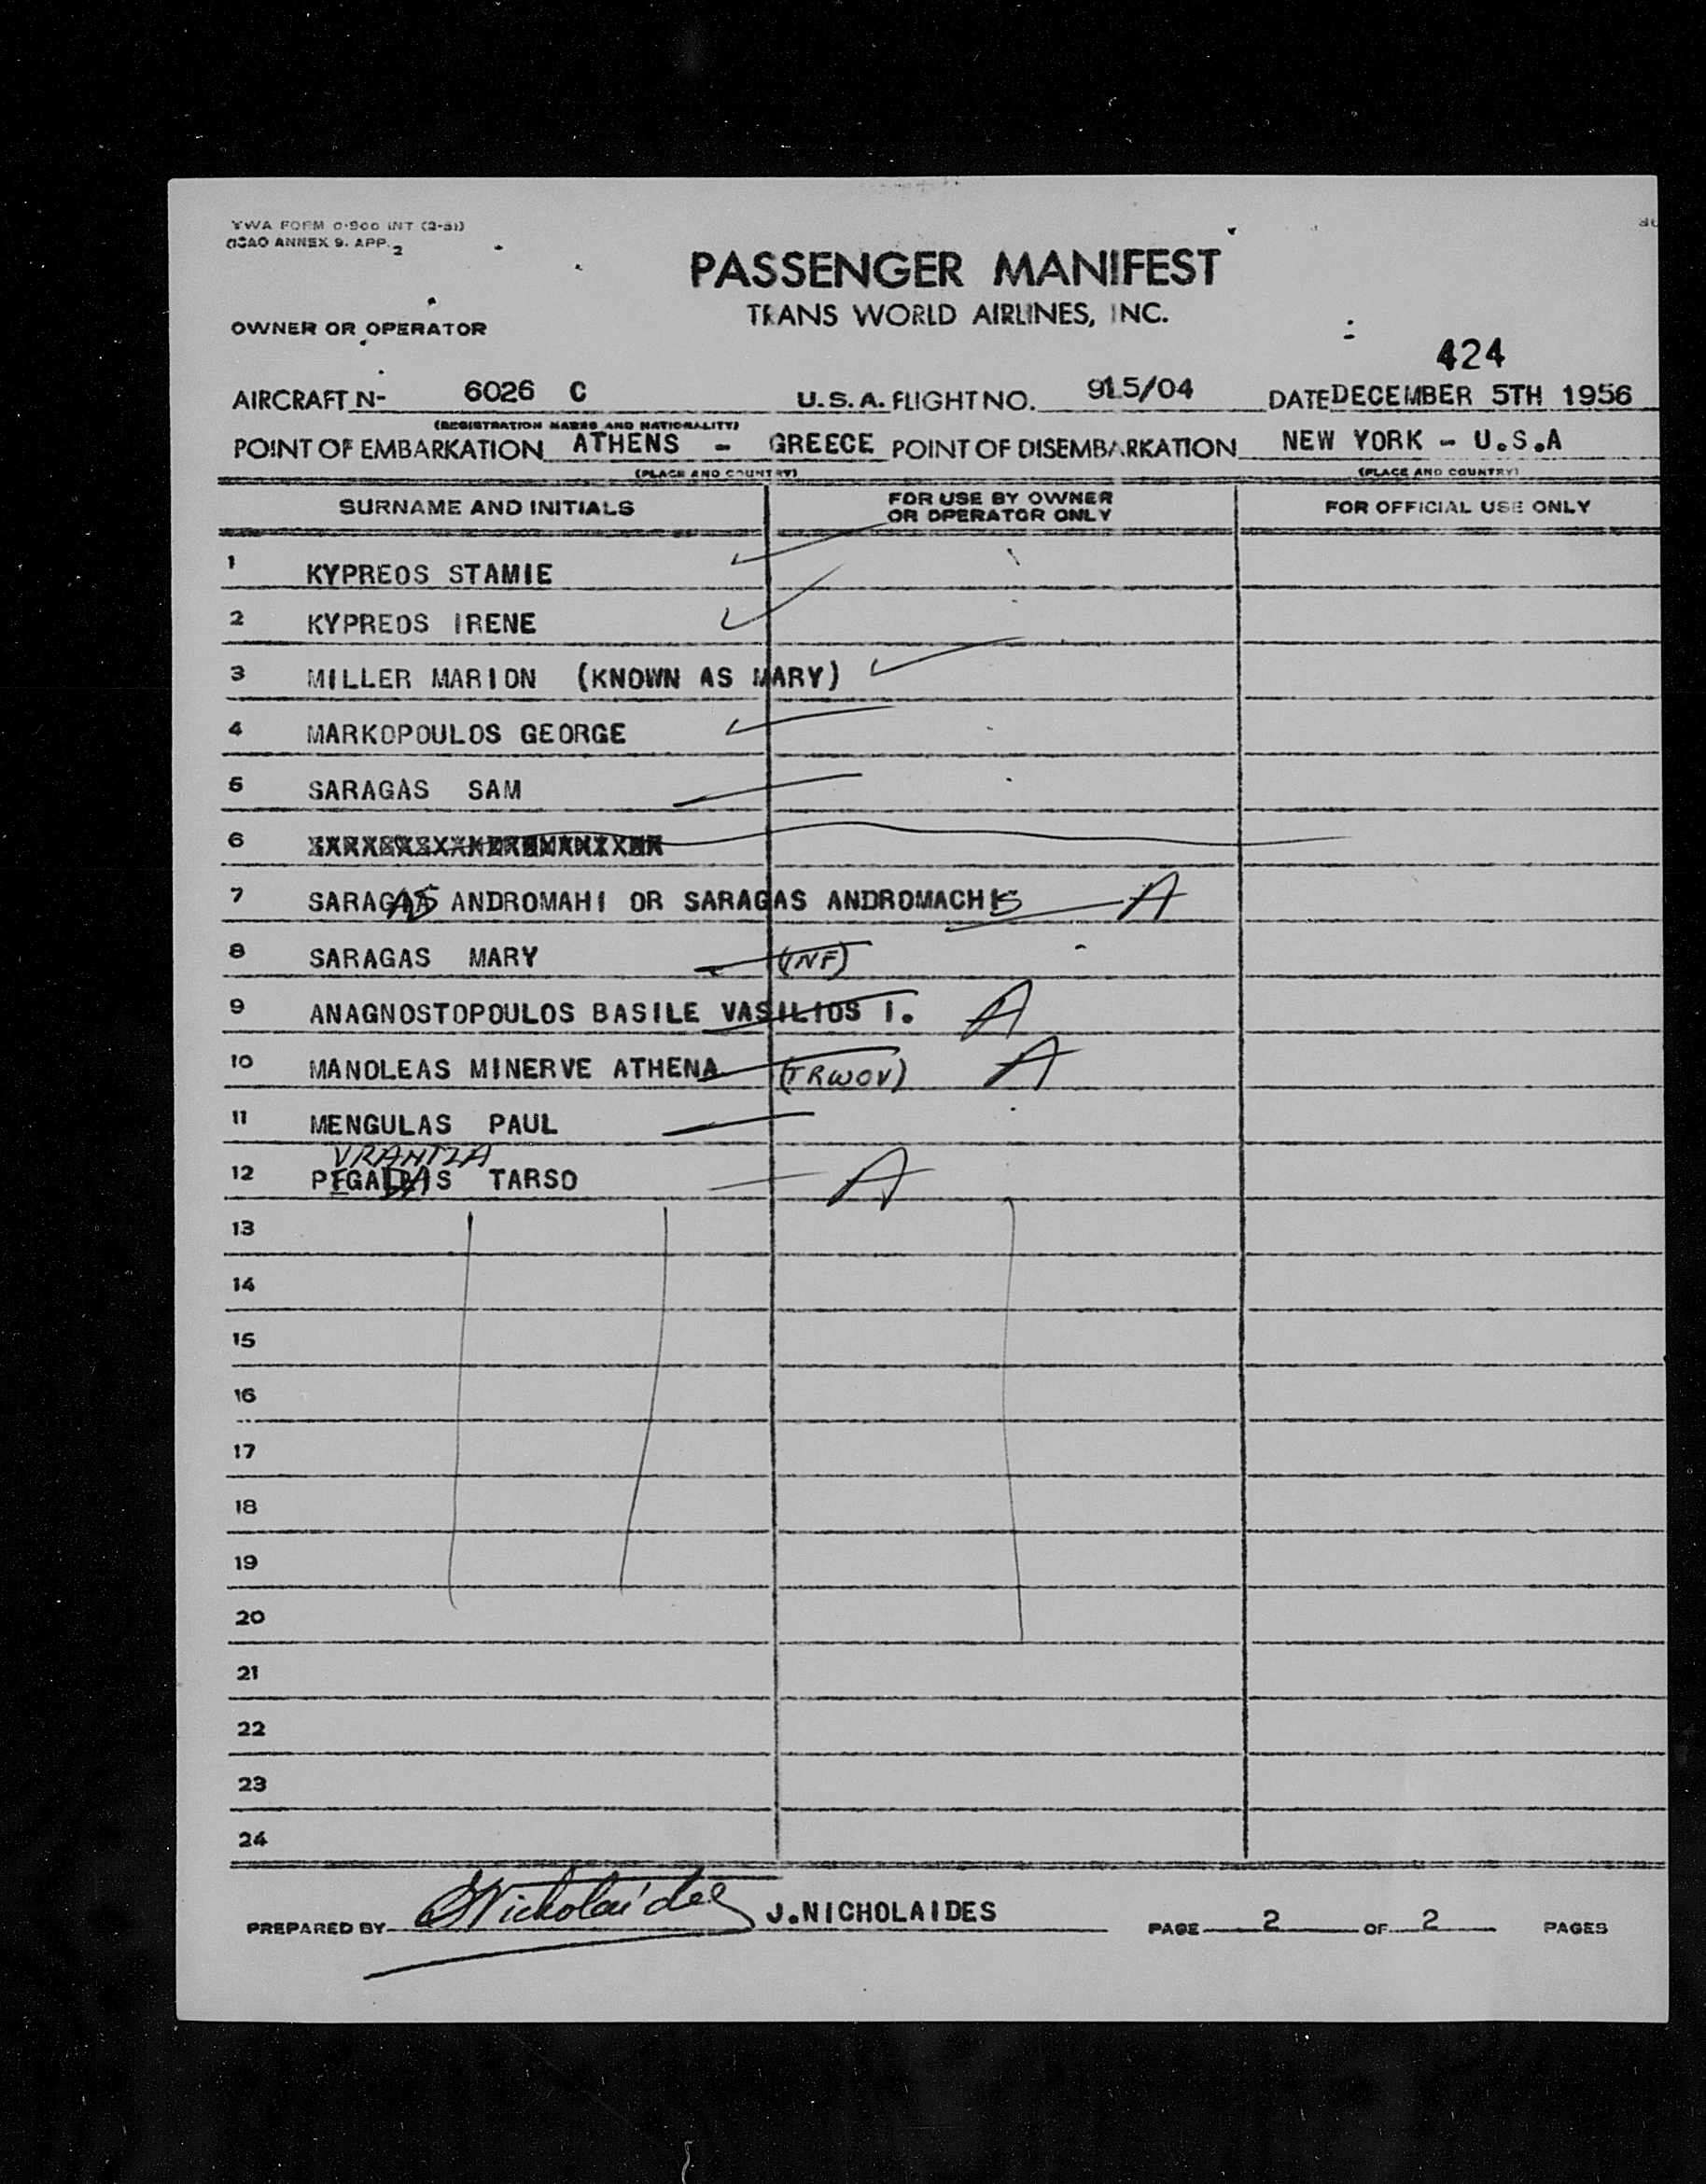 TWA FORM 0-900 INT (2-51)
(ICAO ANNEX 9. APP. 2
PASSENGER MANIFEST
TRANS WORLD AIRLINES, INC.
OWNER OR OPERATOR
424
AIRCRAFT N- 6026 C U.S.A. FLIGHT NO. 915/04 DATE DECEMBER 5TH 1956
(REGISTRATION MARKS AND NATIONALITY)
POINT OF EMBARKATION ATHENS - GREECE POINT OF DISEMBARKATION NEW YORK - U.S.A
(PLACE AND COUNTRY) (PLACE AND COUNTRY)
SURNAME AND INITIALS FOR USE BY OWNER OR OPERATOR ONLY FOR OFFICIAL USE ONLY
1 KYPREOS STAMIE
2 KYPREOS IRENE
3 MILLER MARION (KNOWN AS MARY)
4 MARKOPOULOS GEORGE
5 SARAGAS SAM
6
7 SARAGAS ANDROMAHI OR SARAGAS ANDROMACHIS A
8 SARAGAS MARY (INF)
9 ANAGNOSTOPOULOS BASILE VASILIOS I. A
10 MANOLEAS MINERVE ATHENA (TRWOV) A
11 MENGULAS PAUL
VRANTZA
12 PEGADAS TARSO A
13
14
15
16
17
18
19
20
21
22
23
24
PREPARED BY JNicholaides J.NICHOLAIDES PAGE 2 OF 2 PAGES